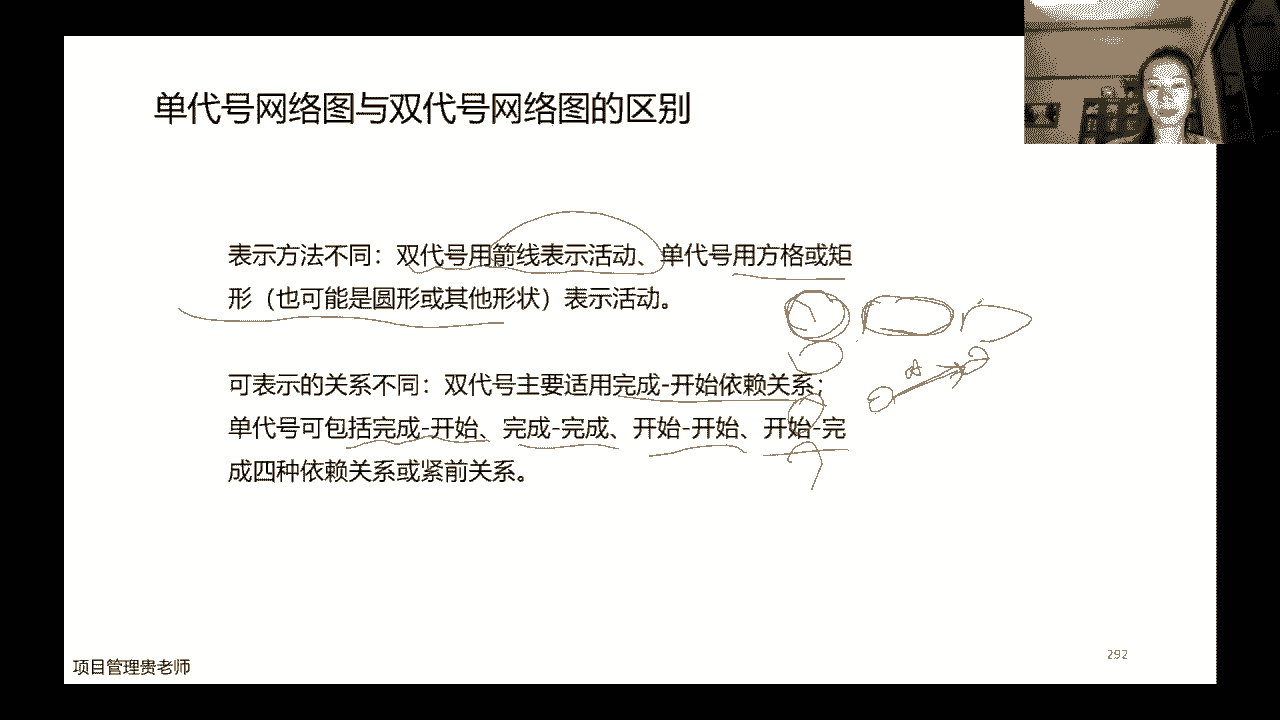 单代号网络图与双代号网络图的区别
表示方法不同：双代号用箭线表示活动、单代号用方格或矩
形（也可能是圆形或其他形状）表示活动。
A
可表示的关系不同：双代号主要适用完成-开始依赖关系；
单代号可包括完成-开始、完成-完成、开始-开始、开始-完
成四种依赖关系或紧前关系。
项目管理贵老师
292